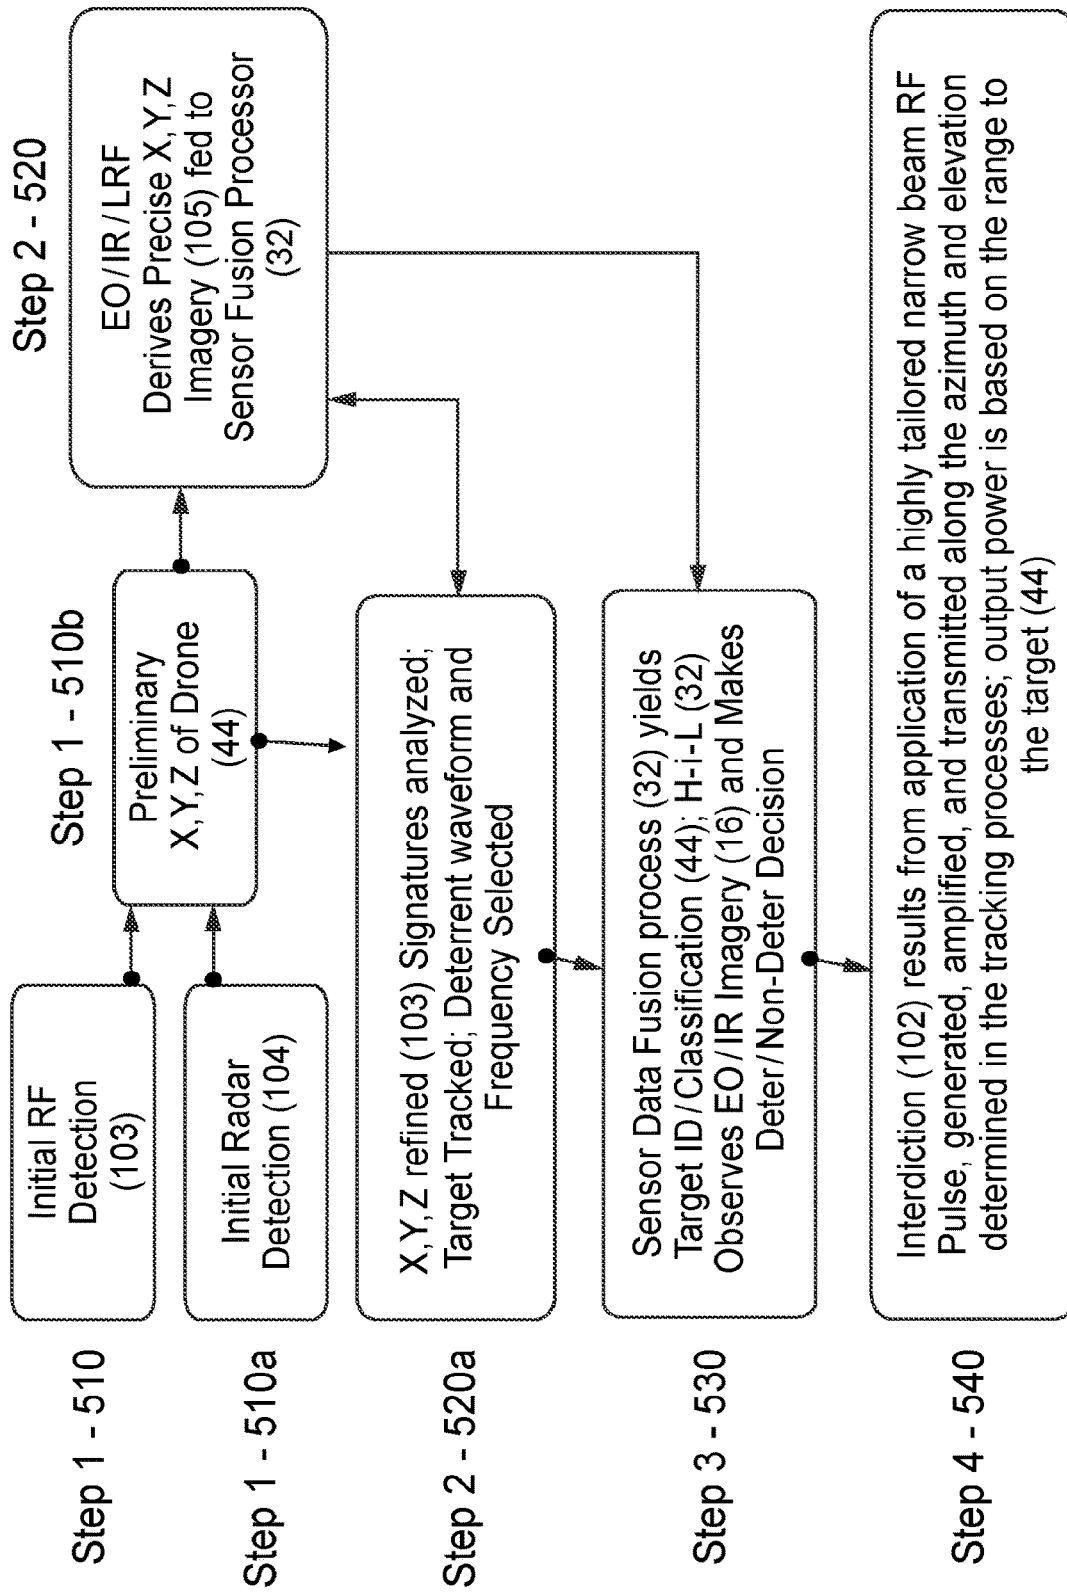 Step 1 - 510
Initial RF
Detection
(103)
Step 1 - 510a
Initial Radar
Detection (104)
Step 1 - 510b
Preliminary
X,Y,Z of Drone
(44)
Step 2 - 520
EO/IR/LRF
Derives Precise X,Y,Z
Imagery (105) fed to
Sensor Fusion Processor
(32)
Step 2 - 520a
X,Y,Z refined (103) Signatures analyzed;
Target Tracked; Deterrent waveform and
Frequency Selected
Step 3 - 530
Sensor Data Fusion process (32) yields
Target ID/Classification (44); H-i-L (32)
Observes EO/IR Imagery (16) and Makes
Deter/Non-Deter Decision
Step 4 - 540
Interdiction (102) results from application of a highly tailored narrow beam RF
Pulse, generated, amplified, and transmitted along the azimuth and elevation
determined in the tracking processes; output power is based on the range to
the target (44)